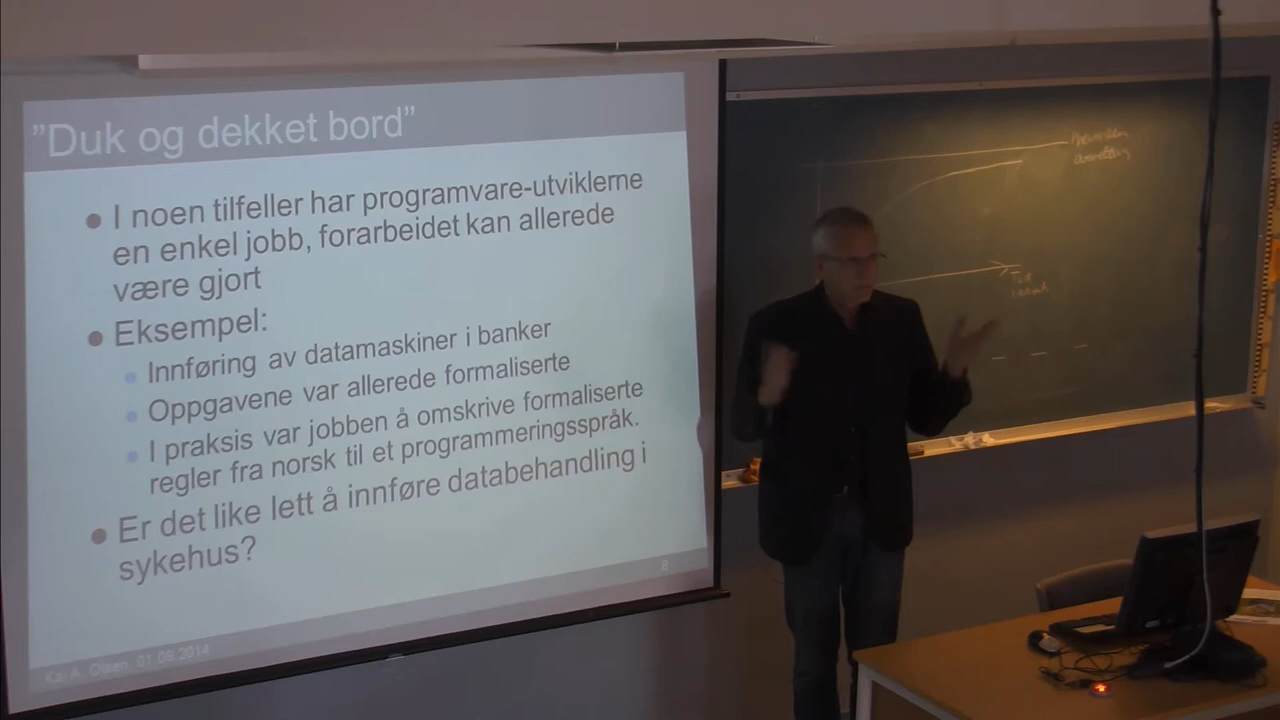 ”Duk og dekket bord”
I noen tilfeller har programvare-utviklerne
en enkel jobb, forarbeidet kan allerede
være gjort
Eksempel:
Innføring av datamaskiner i banker
Oppgavene var allerede formaliserte
I praksis var jobben å omskrive formaliserte
regler fra norsk til et programmeringsspråk.
Er det like lett å innføre databehandling i
sykehus?
8
Kai A. Olsen, 01.09.2014